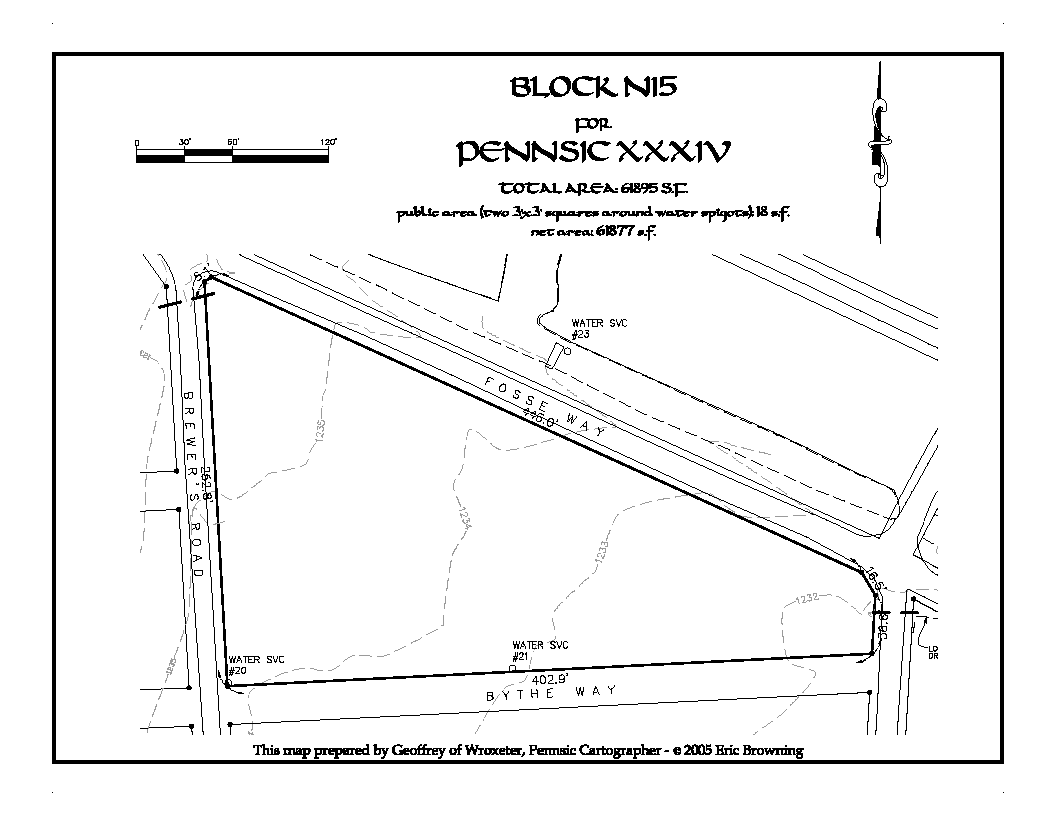 BLOCK N15
FOR
PENNSIC XXXIV
TOTAL AREA: 61895 S.F.
public area (two 3'x3' squares around water spigots): 18 s.f.
net area: 61877 s.f.
0 30' 60' 120'
WATER SVC
#23
FOSSE WAY
446.0'
BREWER'S ROAD
262.8'
1235
1234
1233
1232
16.5'
WATER SVC
#20
WATER SVC
#21
402.9'
BYTHE WAY
LO
DR
This map prepared by Geoffrey of Wroxeter, Pennsic Cartographer - © 2005 Eric Browning